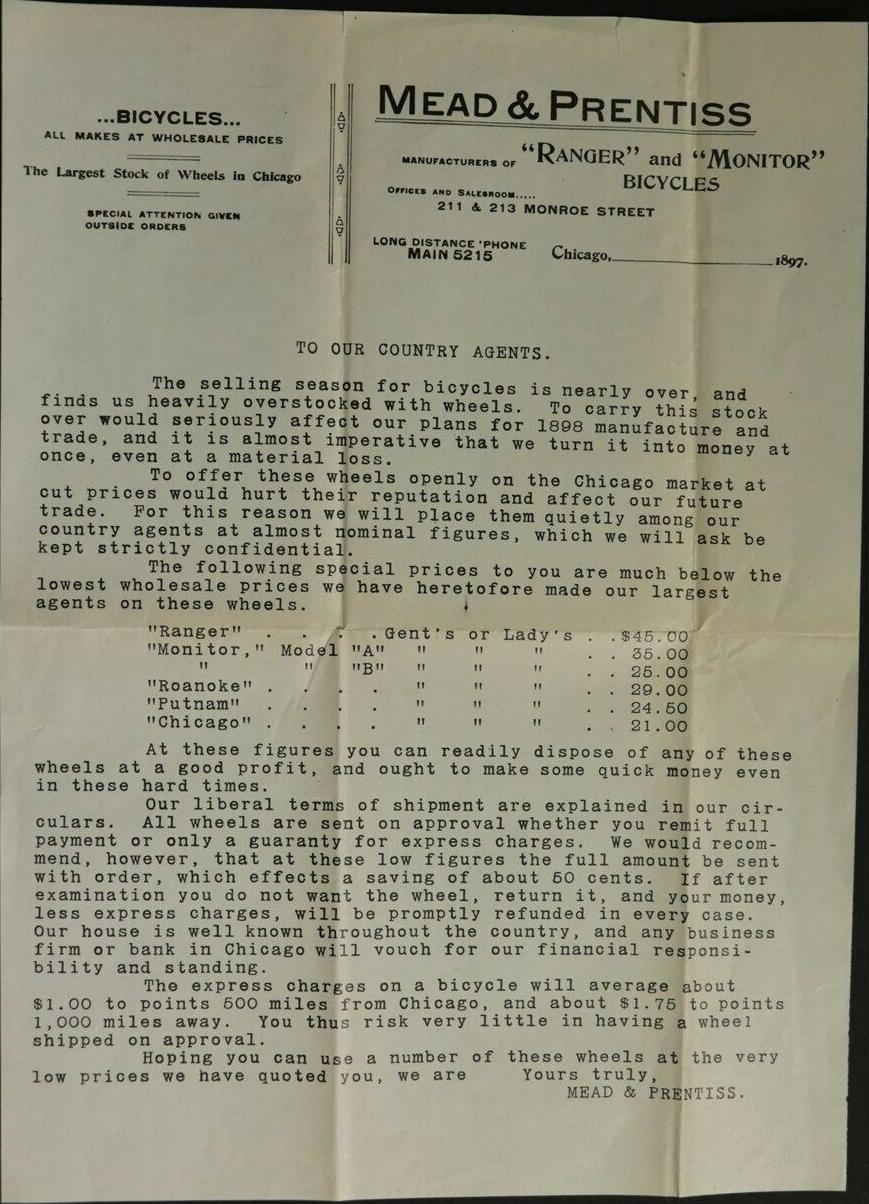 ...BICYCLES...
ALL MAKES AT WHOLESALE PRICES
The Largest Stock of Wheels in Chicago
SPECIAL ATTENTION GIVEN
OUTSIDE ORDERS
MEAD & PRENTISS
MANUFACTURERS OF "RANGER" and "MONITOR"
BICYCLES
OFFICES AND SALESROOM.....
211 & 213 MONROE STREET
LONG DISTANCE 'PHONE
MAIN 5215
Chicago,____________1897.
TO OUR COUNTRY AGENTS.
The selling season for bicycles is nearly over, and
finds us heavily overstocked with wheels. To carry this stock
over would seriously affect our plans for 1898 manufacture and
trade, and it is almost imperative that we turn it into money at
once, even at a material loss.
To offer these wheels openly on the Chicago market at
cut prices would hurt their reputation and affect our future
trade. For this reason we will place them quietly among our
country agents at almost nominal figures, which we will ask be
kept strictly confidential.
The following special prices to you are much below the
lowest wholesale prices we have heretofore made our largest
agents on these wheels.
"Ranger" . . . . Gent's or Lady's . . $45.00
"Monitor," Model "A" " " " . . 35.00
" " "B" " " " . . 25.00
"Roanoke" . . . . " " " . . 29.00
"Putnam" . . . . " " " . . 24.50
"Chicago" . . . . " " " . . 21.00
At these figures you can readily dispose of any of these
wheels at a good profit, and ought to make some quick money even
in these hard times.
Our liberal terms of shipment are explained in our cir-
culars. All wheels are sent on approval whether you remit full
payment or only a guaranty for express charges. We would recom-
mend, however, that at these low figures the full amount be sent
with order, which effects a saving of about 50 cents. If after
examination you do not want the wheel, return it, and your money,
less express charges, will be promptly refunded in every case.
Our house is well known throughout the country, and any business
firm or bank in Chicago will vouch for our financial responsi-
bility and standing.
The express charges on a bicycle will average about
$1.00 to points 500 miles from Chicago, and about $1.75 to points
1,000 miles away. You thus risk very little in having a wheel
shipped on approval.
Hoping you can use a number of these wheels at the very
low prices we have quoted you, we are Yours truly,
MEAD & PRENTISS.